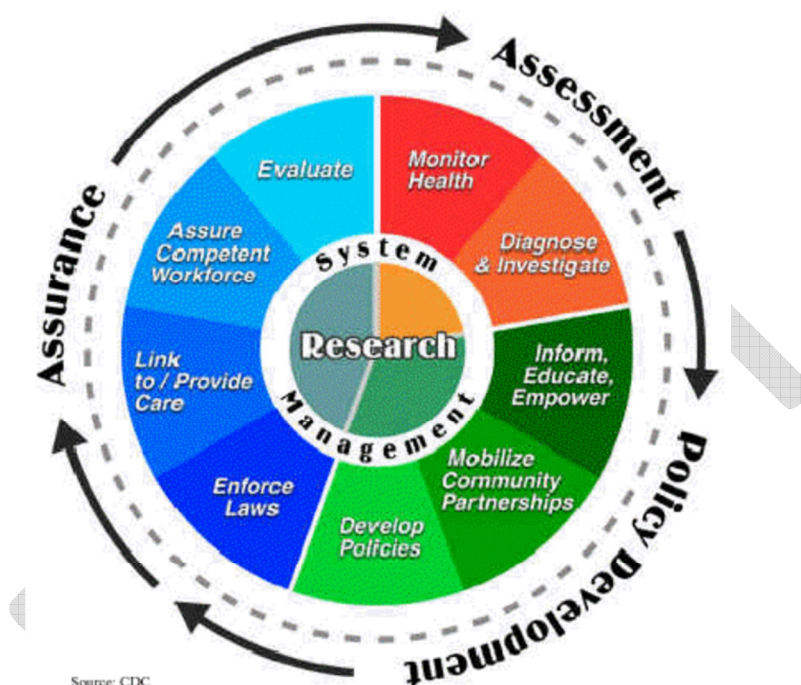 Assessment
Policy Development
Assurance
Monitor
Health
Diagnose
& Investigate
Inform,
Educate,
Empower
Mobilize
Community
Partnerships
Develop
Policies
Enforce
Laws
Link
to / Provide
Care
Assure
Competent
Workforce
Evaluate
System
Management
Research
Source: CDC